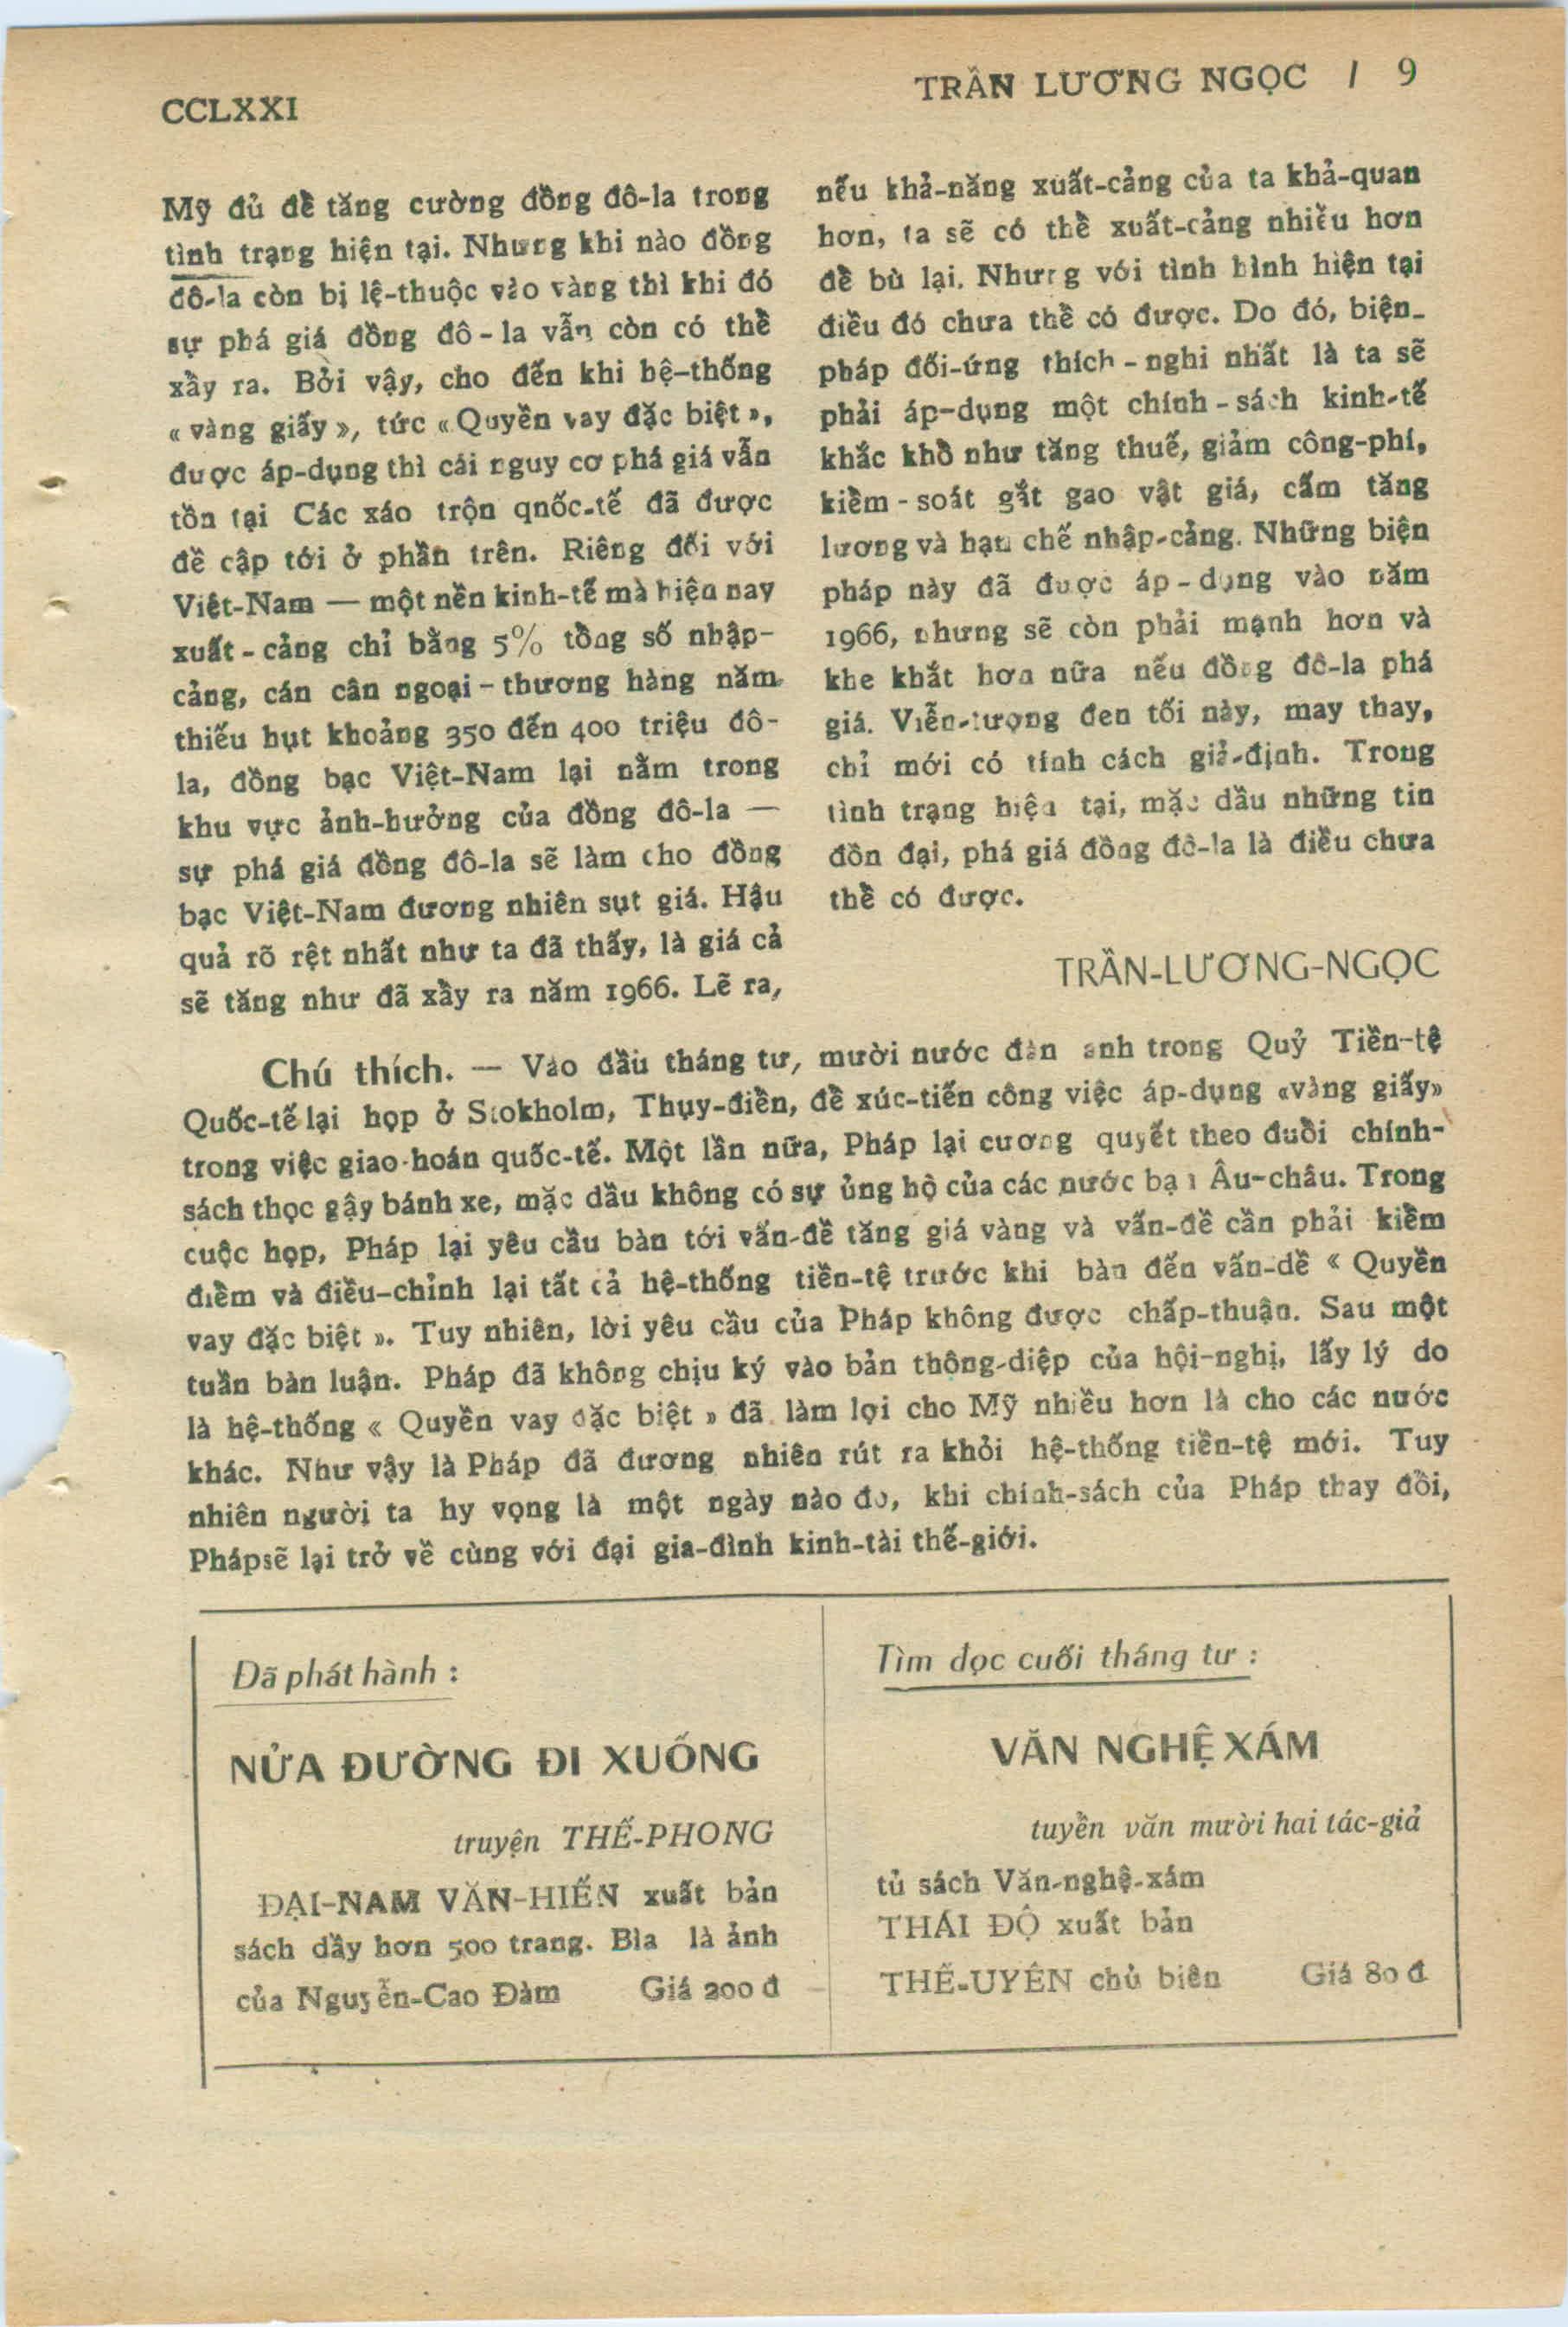 CCLXXI
TRẦN LƯƠNG NGỌC / 9
Mỹ đủ để tăng cường đồng đô-la trong
tình trạng hiện tại. Nhưng khi nào đồng
đô-la còn bị lệ-thuộc vào vàng thì khi đó
sự phá giá đồng đô-la vẫn còn có thể
xẩy ra. Bởi vậy, cho đến khi hệ-thống
« vàng giấy », tức « Quyền vay đặc biệt »,
được áp-dụng thì cái nguy cơ phá giá vẫn
tồn tại Các xáo trộn qnốc-tế đã được
đề cập tới ở phần trên. Riêng đối với
Việt-Nam — một nền kinh-tế mà hiện nay
xuất-cảng chỉ bằng 5% tổng số nhập-
cảng, cán cân ngoại-thương hàng năm
thiếu hụt khoảng 350 đến 400 triệu đô-
la, đồng bạc Việt-Nam lại nằm trong
khu vực ảnh-hưởng của đồng đô-la —
sự phá giá đồng đô-la sẽ làm cho đồng
bạc Việt-Nam đương nhiên sụt giá. Hậu
quả rõ rệt nhất như ta đã thấy, là giá cả
sẽ tăng như đã xẩy ra năm 1966. Lẽ ra,
nếu khả-năng xuất-cảng của ta khả-quan
hơn, ta sẽ có thể xuất-cảng nhiều hơn
để bù lại. Nhưng với tình hình hiện tại
điều đó chưa thể có được. Do đó, biện-
pháp đối-ứng thích-nghi nhất là ta sẽ
phải áp-dụng một chính-sách kinh-tế
khắc khổ như tăng thuế, giảm công-phí,
kiểm-soát gắt gao vật giá, cấm tăng
lương và hạn chế nhập-cảng. Những biện
pháp này đã được áp-dụng vào năm
1966, nhưng sẽ còn phải mạnh hơn và
khe khắt hơn nữa nếu đồng đô-la phá
giá. Viễn-tượng đen tối này, may thay,
chỉ mới có tính cách giả-định. Trong
tình trạng hiện tại, mặc dầu những tin
đồn đại, phá giá đồng đô-la là điều chưa
thể có được.
TRẦN-LƯƠNG-NGỌC
Chú thích. — Vào đầu tháng tư, mười nước đàn anh trong Quỹ Tiền-tệ
Quốc-tế lại họp ở Stokholm, Thụy-điển, để xúc-tiến công việc áp-dụng «vàng giấy»
trong việc giao-hoán quốc-tế. Một lần nữa, Pháp lại cương quyết theo đuổi chính-
sách thọc gậy bánh xe, mặc dầu không có sự ủng hộ của các nước bạn Âu-châu. Trong
cuộc họp, Pháp lại yêu cầu bàn tới vấn-đề tăng giá vàng và vấn-đề cần phải kiểm
điểm và điều-chỉnh lại tất cả hệ-thống tiền-tệ trước khi bàn đến vấn-dề « Quyền
vay đặc biệt ». Tuy nhiên, lời yêu cầu của Pháp không được chấp-thuận. Sau một
tuần bàn luận. Pháp đã không chịu ký vào bản thông-diệp của hội-nghị, lấy lý do
là hệ-thống « Quyền vay đặc biệt » đã làm lợi cho Mỹ nhiều hơn là cho các nước
khác. Như vậy là Pháp đã đương nhiên rút ra khỏi hệ-thống tiền-tệ mới. Tuy
nhiên người ta hy vọng là một ngày nào đó, khi chính-sách của Pháp thay đổi,
Phápsẽ lại trở về cùng với đại gia-đình kinh-tài thế-giới.
Đã phát hành :
NỬA ĐƯỜNG ĐI XUỐNG
truyện THẾ-PHONG
ĐẠI-NAM VĂN-HIẾN xuất bản
sách dầy hơn 500 trang. Bìa là ảnh
của Nguyễn-Cao Đàm Giá 200 đ
Tìm đọc cuối tháng tư :
VĂN NGHỆ XÁM
tuyển văn mười hai tác-giả
tủ sách Văn-nghệ-xám
THÁI ĐỘ xuất bản
THẾ-UYÊN chủ biên Giá 80 đ